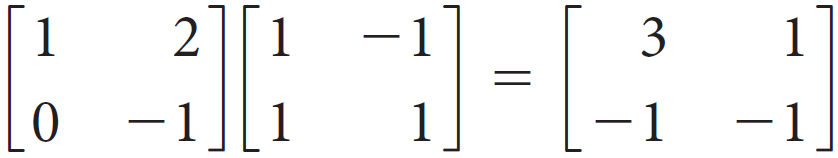 [1 2] [1 −1] = [3 1]
[0 −1] [1 1] [−1 −1]